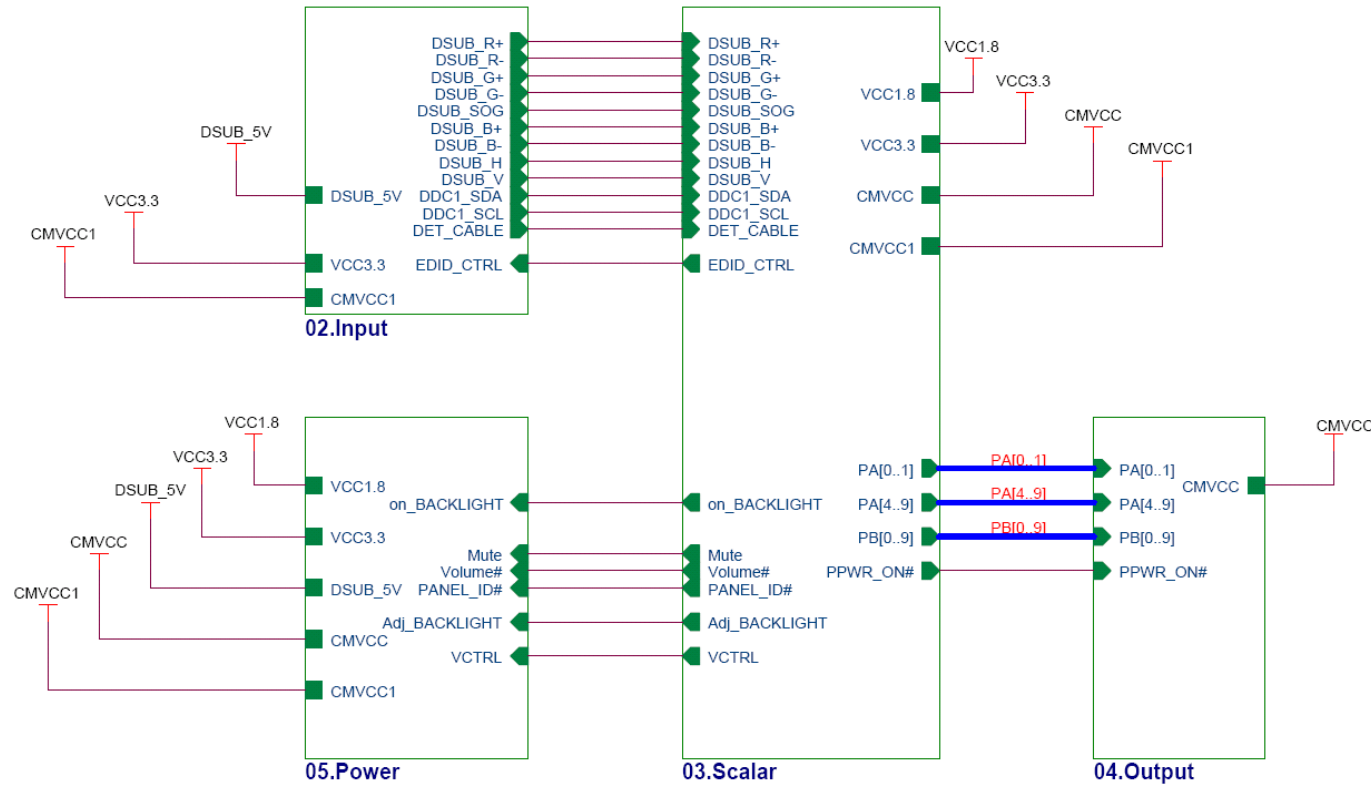 DSUB_5V
VCC3.3
CMVCC1
DSUB_5V
VCC3.3
CMVCC1
DSUB_R+
DSUB_R-
DSUB_G+
DSUB_G-
DSUB_SOG
DSUB_B+
DSUB_B-
DSUB_H
DSUB_V
DDC1_SDA
DDC1_SCL
DET_CABLE
EDID_CTRL
02.Input
DSUB_R+
DSUB_R-
DSUB_G+
DSUB_G-
DSUB_SOG
DSUB_B+
DSUB_B-
DSUB_H
DSUB_V
DDC1_SDA
DDC1_SCL
DET_CABLE
EDID_CTRL
VCC1.8
VCC3.3
CMVCC
CMVCC1
VCC1.8
VCC3.3
CMVCC
CMVCC1
VCC1.8
VCC3.3
DSUB_5V
CMVCC
CMVCC1
VCC1.8
VCC3.3
DSUB_5V
CMVCC
CMVCC1
on_BACKLIGHT
Mute
Volume#
PANEL_ID#
Adj_BACKLIGHT
VCTRL
05.Power
on_BACKLIGHT
Mute
Volume#
PANEL_ID#
Adj_BACKLIGHT
VCTRL
PA[0..1]
PA[4..9]
PB[0..9]
PPWR_ON#
03.Scalar
PA[0..1]
PA[4..9]
PB[0..9]
PA[0..1]
PA[4..9]
PB[0..9]
PPWR_ON#
CMVCC
CMVCC
04.Output